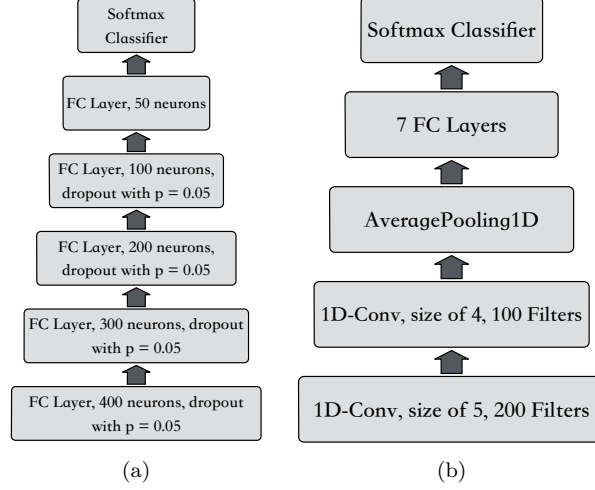 Softmax
Classifier
FC Layer, 50 neurons
FC Layer, 100 neurons,
dropout with p = 0.05
FC Layer, 200 neurons,
dropout with p = 0.05
FC Layer, 300 neurons, dropout
with p = 0.05
FC Layer, 400 neurons, dropout
with p = 0.05
(a)
Softmax Classifier
7 FC Layers
AveragePooling1D
1D-Conv, size of 4, 100 Filters
1D-Conv, size of 5, 200 Filters
(b)